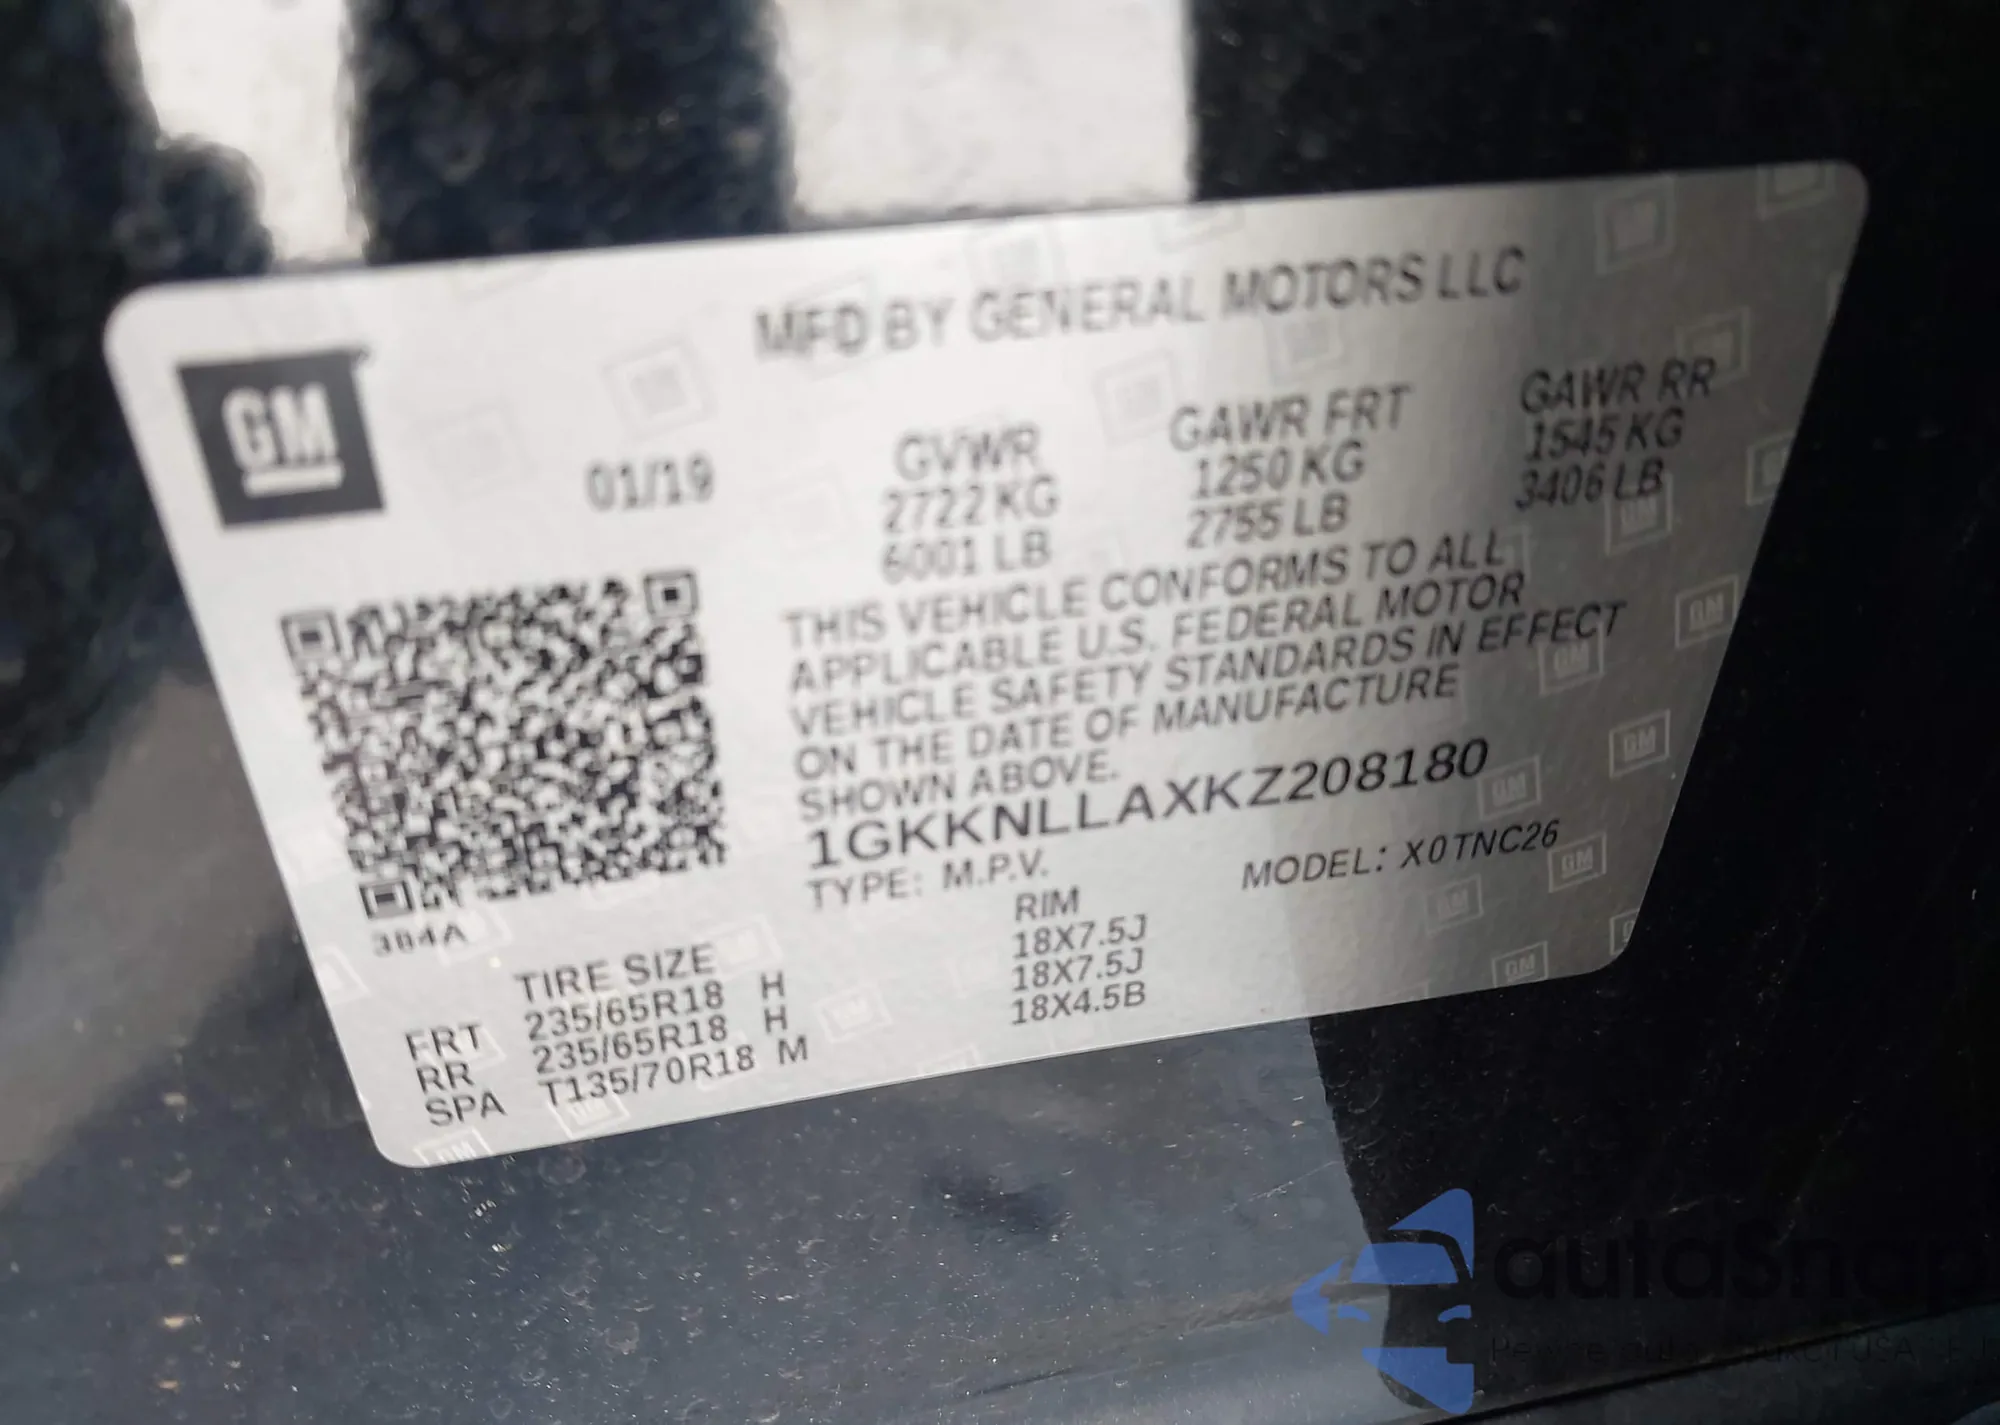 MFD BY GENERAL MOTORS LLC
GM
01/19
GVWR
2722 KG
6001 LB
GAWR FRT
1250 KG
2755 LB
GAWR RR
1545 KG
3406 LB
THIS VEHICLE CONFORMS TO ALL
APPLICABLE U.S. FEDERAL MOTOR
VEHICLE SAFETY STANDARDS IN EFFECT
ON THE DATE OF MANUFACTURE
SHOWN ABOVE.
1GKKNLLAXKZ208180
TYPE: M.P.V.
MODEL: X0TNC26
384A
TIRE SIZE
RIM
FRT 235/65R18 H 18X7.5J
RR 235/65R18 H 18X7.5J
SPA T135/70R18 M 18X4.5B
autaSnap